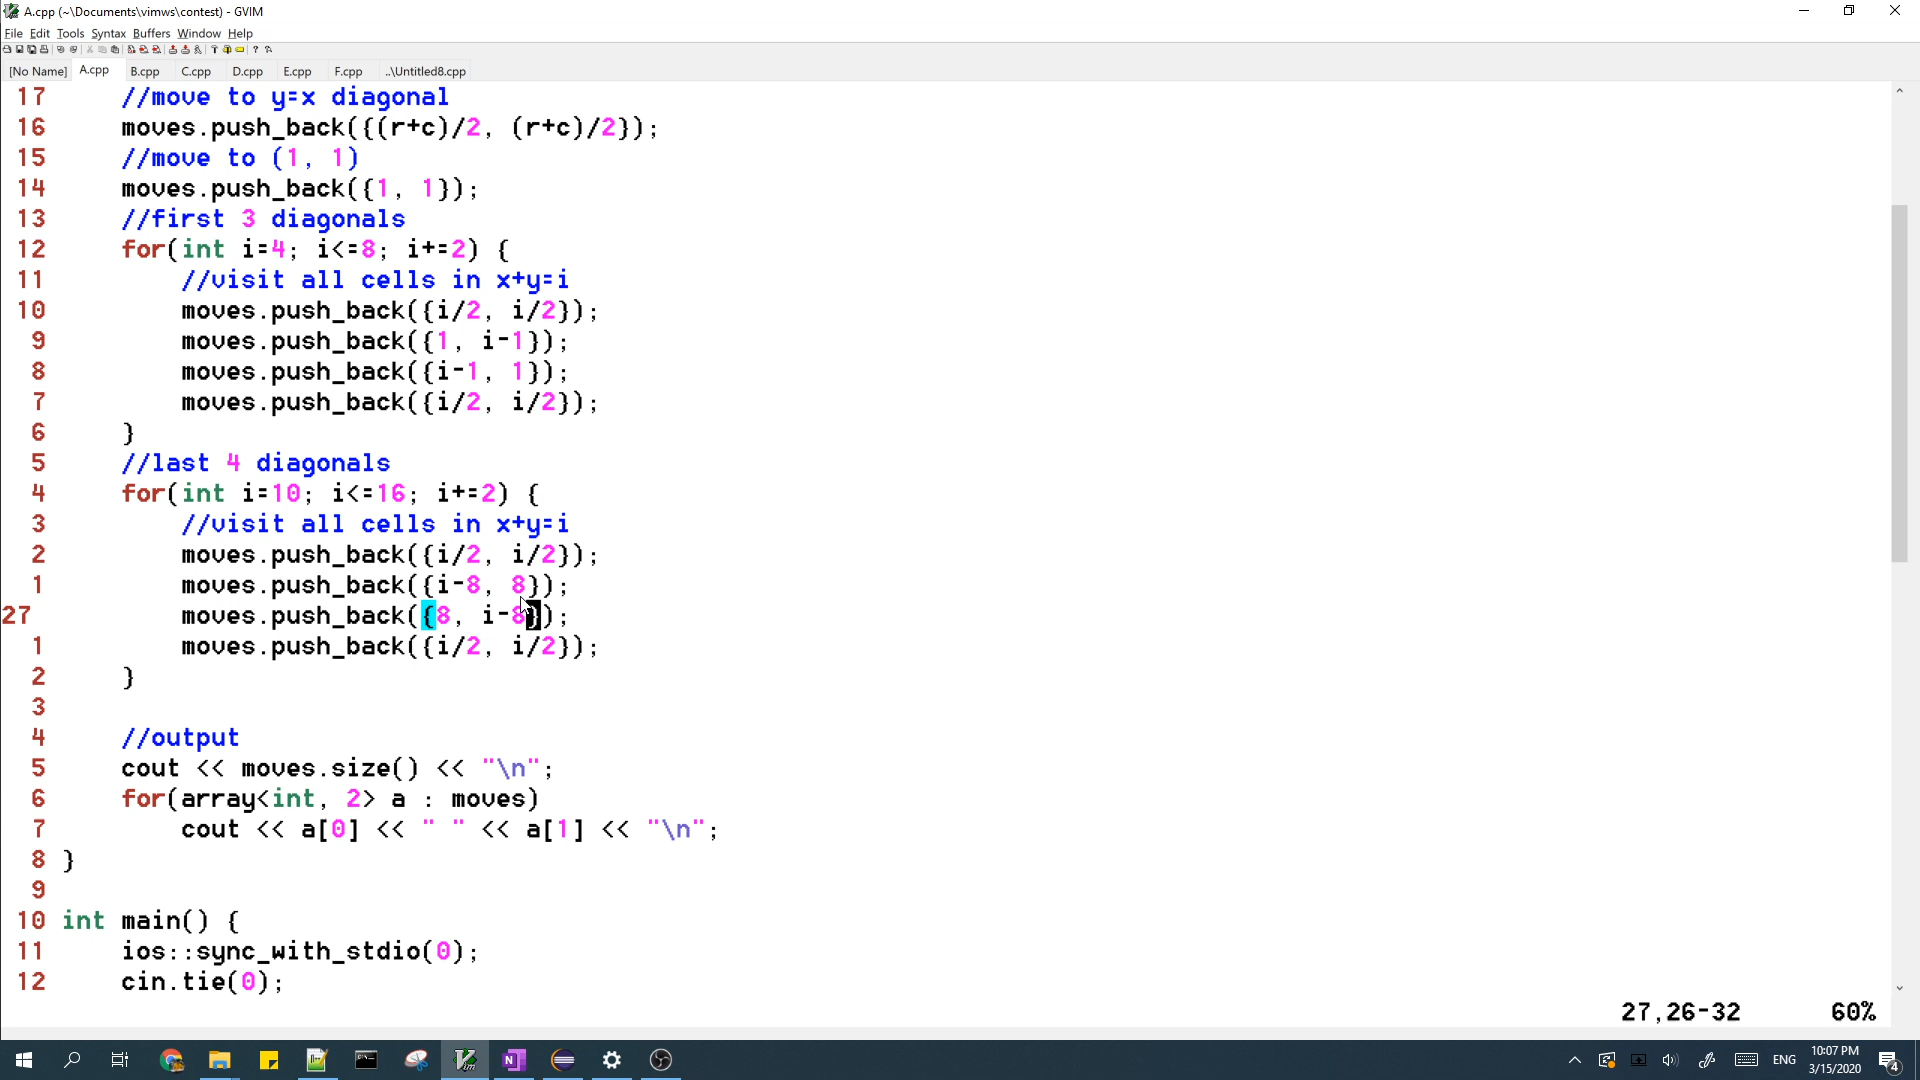 A.cpp (~\Documents\vimws\contest) - GVIM
File Edit Tools Syntax Buffers Window Help
[No Name] A.cpp B.cpp C.cpp D.cpp E.cpp F.cpp ..\Untitled8.cpp
17 //move to y=x diagonal
16 moves.push_back({(r+c)/2, (r+c)/2});
15 //move to (1, 1)
14 moves.push_back({1, 1});
13 //first 3 diagonals
12 for(int i=4; i<=8; i+=2) {
11 //visit all cells in x+y=i
10 moves.push_back({i/2, i/2});
9 moves.push_back({1, i-1});
8 moves.push_back({i-1, 1});
7 moves.push_back({i/2, i/2});
6 }
5 //last 4 diagonals
4 for(int i=10; i<=16; i+=2) {
3 //visit all cells in x+y=i
2 moves.push_back({i/2, i/2});
1 moves.push_back({i-8, 8});
27 moves.push_back({8, i-8});
1 moves.push_back({i/2, i/2});
2 }
3
4 //output
5 cout << moves.size() << "\n";
6 for(array<int, 2> a : moves)
7 cout << a[0] << " " << a[1] << "\n";
8 }
9
10 int main() {
11 ios::sync_with_stdio(0);
12 cin.tie(0);
27,26-32 60%
ENG 10:07 PM
3/15/2020 4